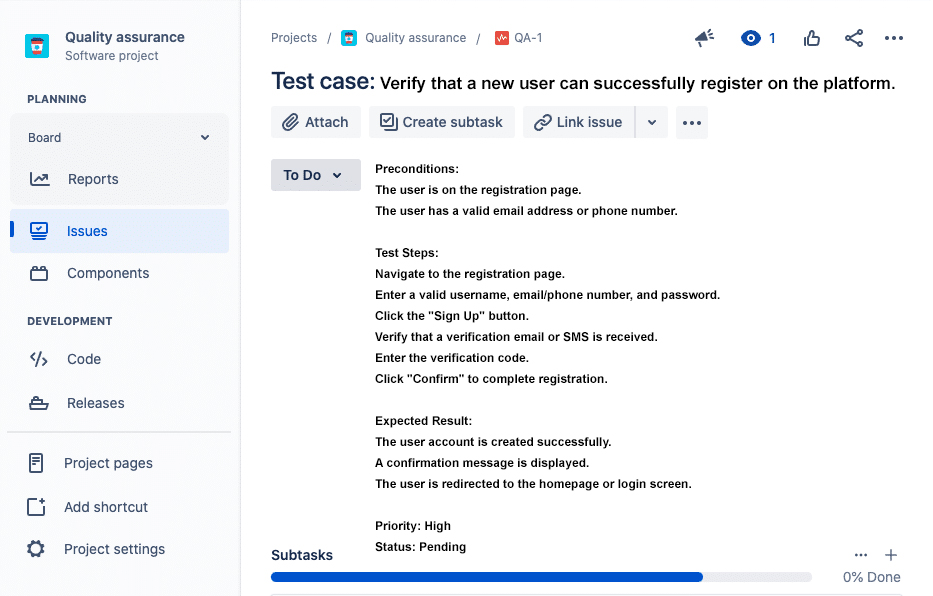 Quality assurance
Software project
PLANNING
Board
Reports
Issues
Components
DEVELOPMENT
Code
Releases
Project pages
Add shortcut
Project settings
Projects / Quality assurance / QA-1
1
Test case: Verify that a new user can successfully register on the platform.
Attach Create subtask Link issue
To Do
Preconditions:
The user is on the registration page.
The user has a valid email address or phone number.
Test Steps:
Navigate to the registration page.
Enter a valid username, email/phone number, and password.
Click the "Sign Up" button.
Verify that a verification email or SMS is received.
Enter the verification code.
Click "Confirm" to complete registration.
Expected Result:
The user account is created successfully.
A confirmation message is displayed.
The user is redirected to the homepage or login screen.
Priority: High
Status: Pending
Subtasks
0% Done